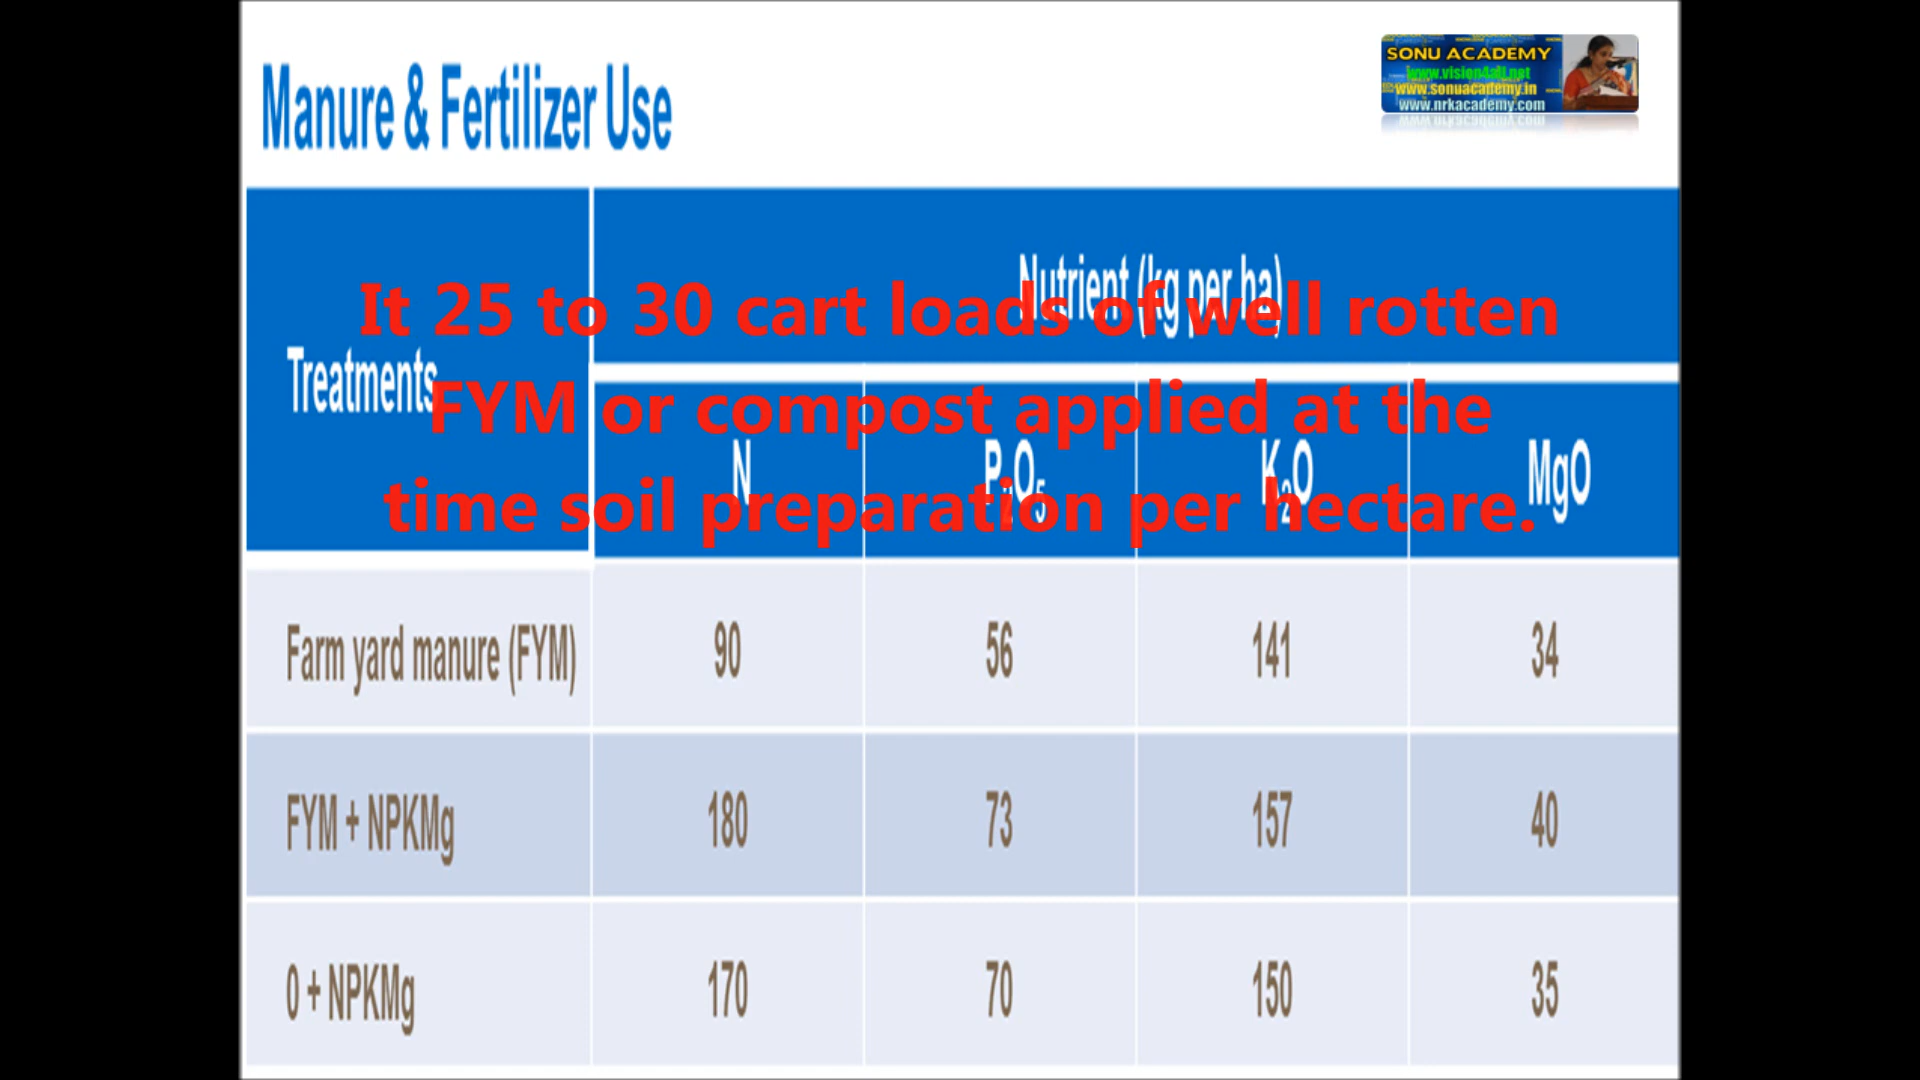 Manure & Fertilizer Use
SONU ACADEMY
www.vision4all.net
www.sonuacademy.in
www.nrkacademy.com
Treatments
Nutrient (kg per ha)
N P₂O₅ K₂O MgO
It 25 to 30 cart loads of well rotten
FYM or compost applied at the
time soil preparation per hectare.
Farm yard manure (FYM) 90 56 141 34
FYM + NPKMg 180 73 157 40
0 + NPKMg 170 70 150 35